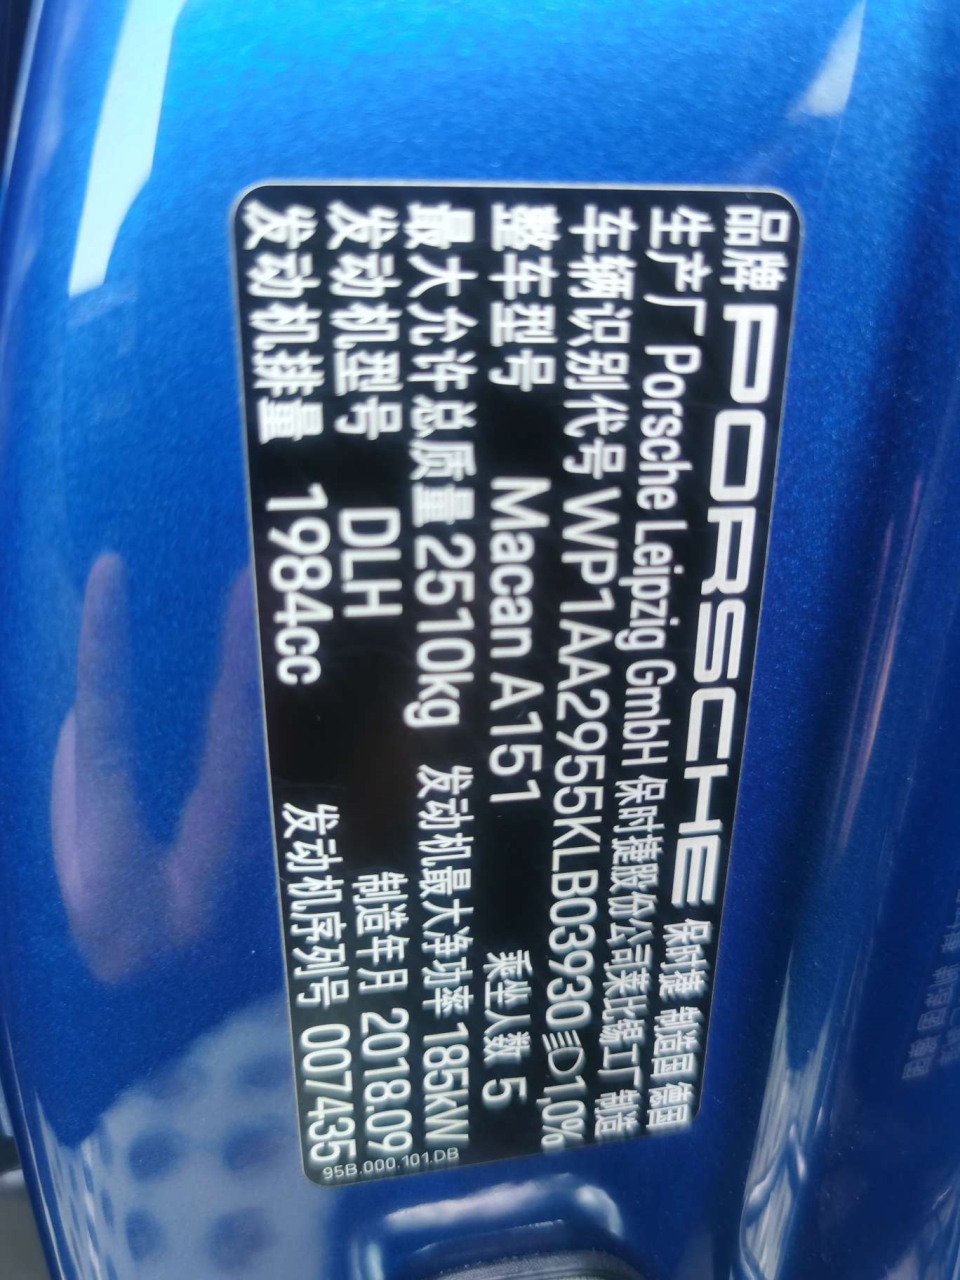 品牌 PORSCHE 保时捷 制造国 德国
生产厂 Porsche Leipzig GmbH 保时捷股份公司莱比锡工厂 制造
车辆识别代号 WP1AA2955KLB03930 1,0%
整车型号 Macan A151 乘坐人数 5
最大允许总质量 2510kg 发动机最大净功率 185kW
发动机型号 DLH 制造年月 2018.09
发动机排量 1984cc 发动机序列号 007435
95B.000.101.DB